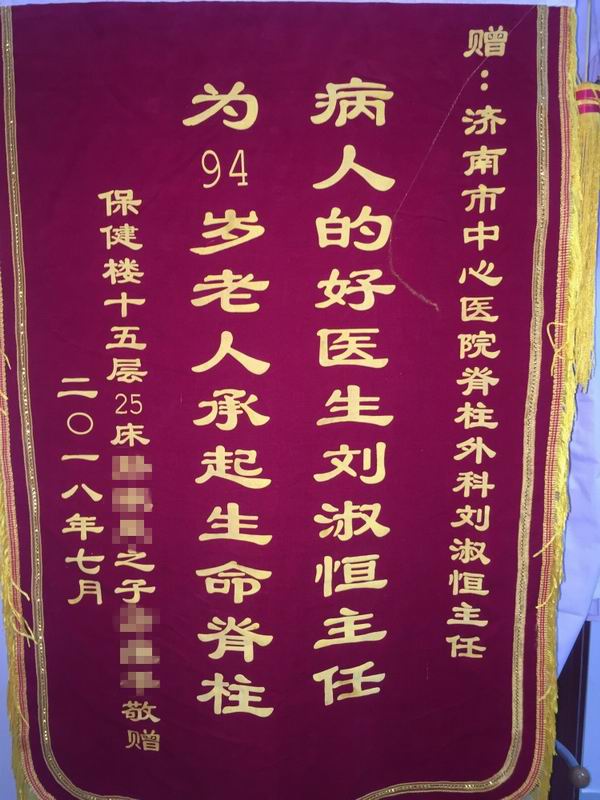 赠：济南市中心医院脊柱外科刘淑恒主任
病人的好医生刘淑恒主任
为94岁老人承起生命脊柱
保健楼十五层25床之子敬赠
二〇一八年七月